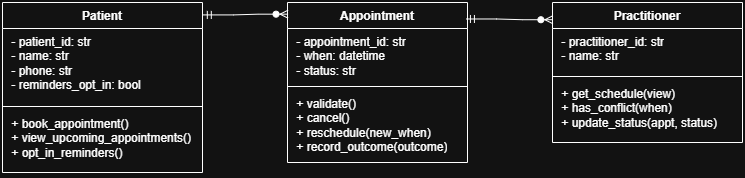 Patient
- patient_id: str
- name: str
- phone: str
- reminders_opt_in: bool
+ book_appointment()
+ view_upcoming_appointments()
+ opt_in_reminders()
Appointment
- appointment_id: str
- when: datetime
- status: str
+ validate()
+ cancel()
+ reschedule(new_when)
+ record_outcome(outcome)
Practitioner
- practitioner_id: str
- name: str
+ get_schedule(view)
+ has_conflict(when)
+ update_status(appt, status)